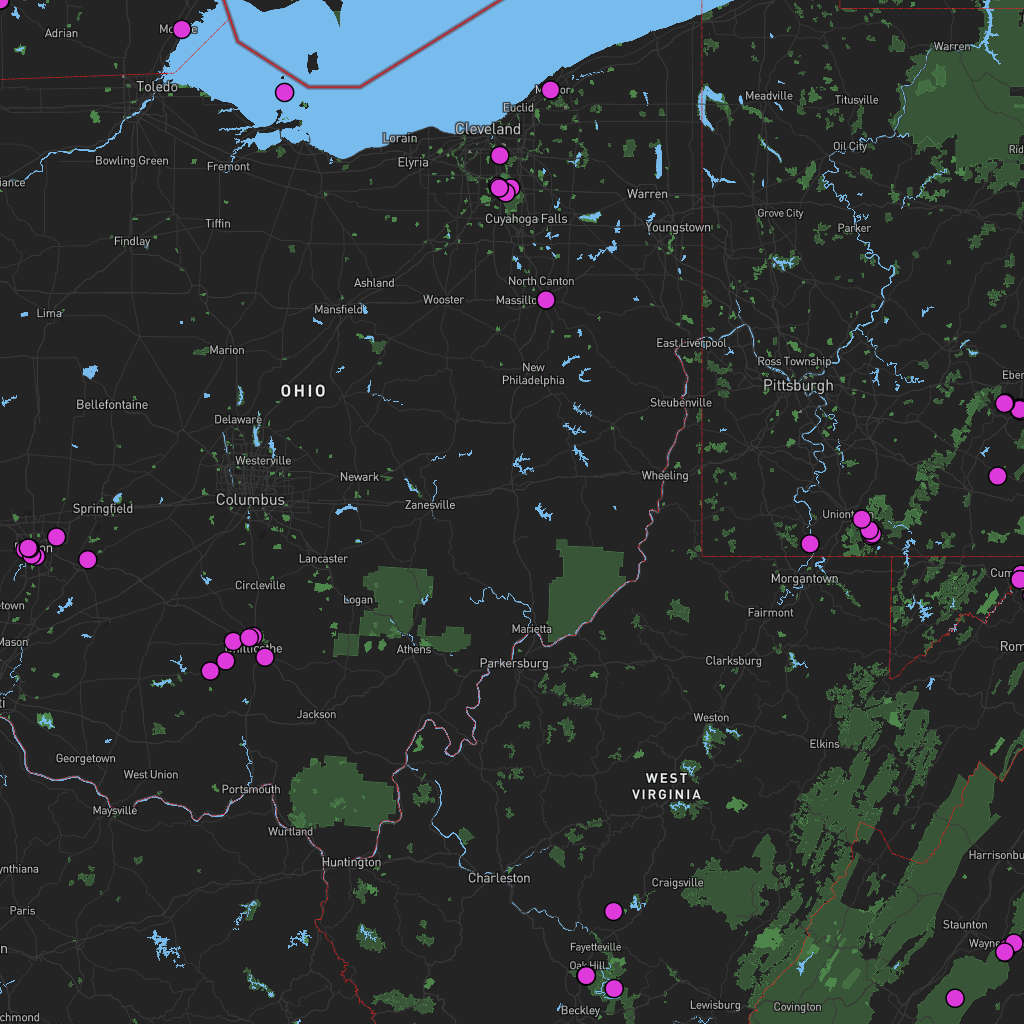 Adrian
Toledo
Warren
Meadville
Titusville
Euclid
Cleveland
Lorain
Oil City
Bowling Green
Elyria
Fremont
Warren
Grove City
Tiffin
Cuyahoga Falls
Youngstown
Parker
Findlay
Ashland
North Canton
Wooster
Mansfield
Lima
East Liverpool
Marion
Ross Township
New
Philadelphia
Pittsburgh
OHIO
Bellefontaine
Steubenville
Delaware
Westerville
Newark
Wheeling
Columbus
Zanesville
Springfield
Lancaster
Morgantown
Circleville
Logan
Fairmont
Marietta
Mason
Athens
Parkersburg
Clarksburg
Jackson
Weston
Elkins
Georgetown
West Union
WEST
VIRGINIA
Portsmouth
Maysville
Wurtland
Huntington
Harrisonbu
Charleston
Craigsville
Paris
Staunton
Fayetteville
Oak Hill
Beckley
Lewisburg
Covington